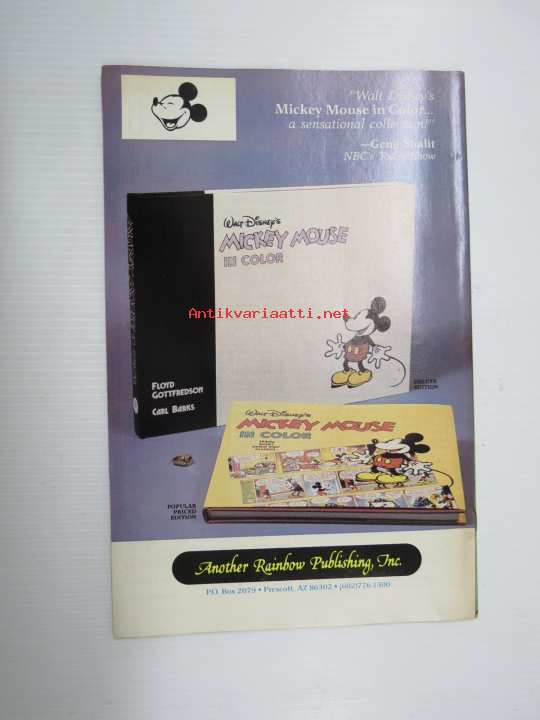 "Walt Disney's
Mickey Mouse in Color...
a sensational collection!"
—Gene Shalit
NBC's Today Show
WALT DISNEY'S
MICKEY MOUSE
IN COLOR
Antikvariaatti.net
FLOYD
GOTTFREDSON
CARL BARKS
DELUXE
EDITION
WALT DISNEY'S
MICKEY MOUSE
IN COLOR
POPULAR
PRICED
EDITION
Another Rainbow Publishing, Inc.
P.O. Box 2079 • Prescott, AZ 86302 • (602)776-1300